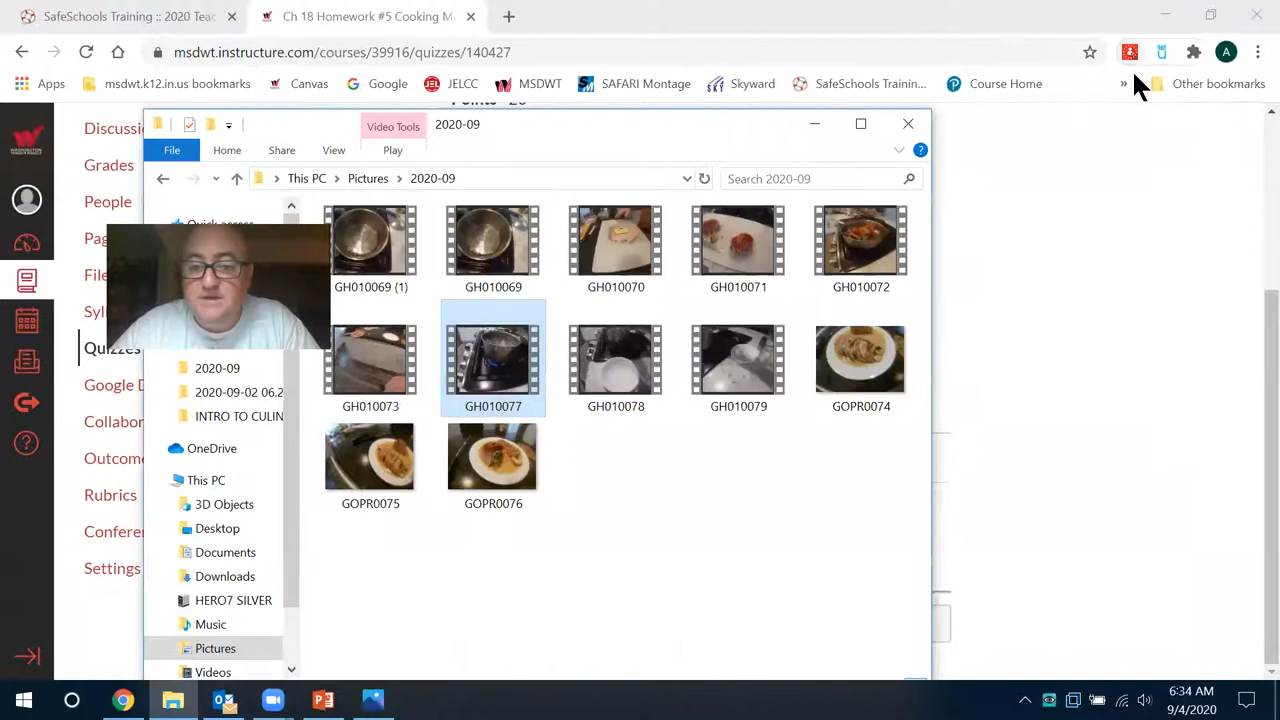 SafeSchools Training :: 2020 Teac
Ch 18 Homework #5 Cooking M
msdwt.instructure.com/courses/39916/quizzes/140427
A
Apps
msdwt.k12.in.us bookmarks
Canvas
Google
JELCC
MSDWT
SAFARI Montage
Skyward
SafeSchools Trainin...
Course Home
»
Other bookmarks
Discussi
Grades
People
Pag
File
Syl
Quizzes
Google D
Collabor
Outcome
Rubrics
Conferen
Settings
Video Tools
2020-09
File
Home
Share
View
Play
This PC
Pictures
2020-09
Search 2020-09
Quick access
2020-09
2020-09-02 06.2
INTRO TO CULIN
OneDrive
This PC
3D Objects
Desktop
Documents
Downloads
HERO7 SILVER
Music
Pictures
Videos
GH010069 (1)
GH010069
GH010070
GH010071
GH010072
GH010073
GH010077
GH010078
GH010079
GOPR0074
GOPR0075
GOPR0076
6:34 AM
9/4/2020